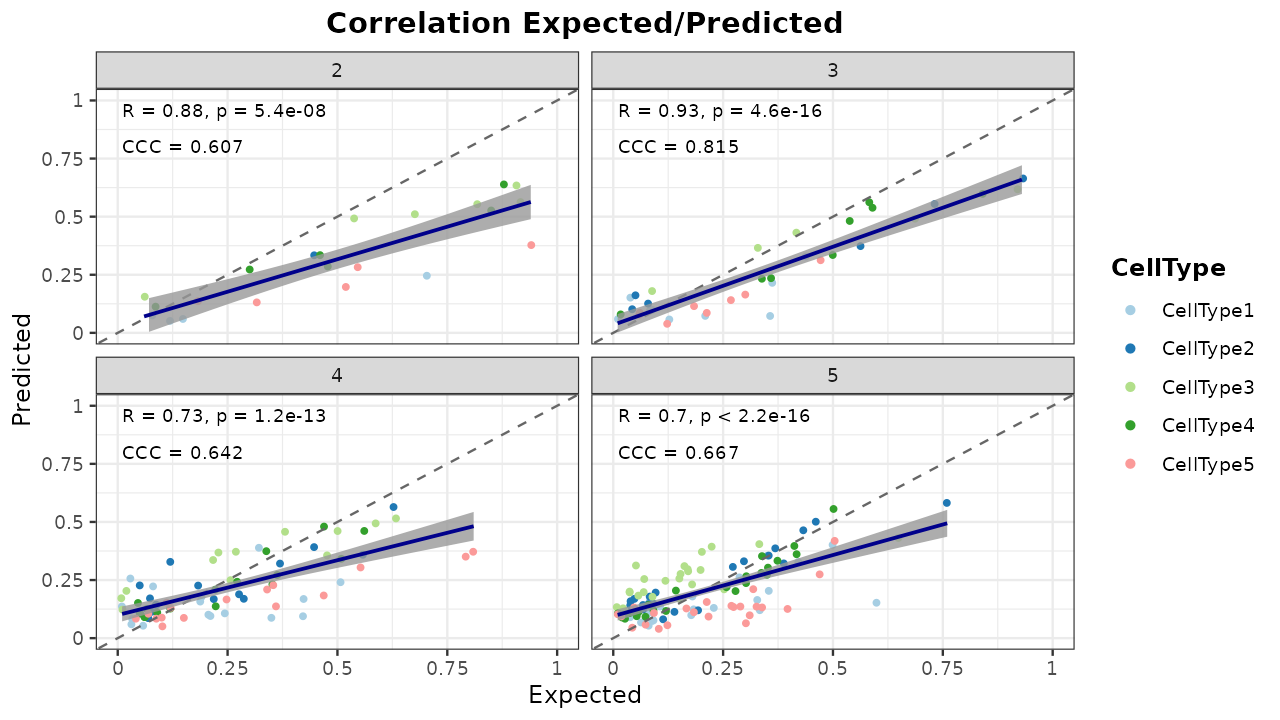 Correlation Expected/Predicted
2
R = 0.88, p = 5.4e-08
CCC = 0.607
3
R = 0.93, p = 4.6e-16
CCC = 0.815
1
0.75
0.5
0.25
0
4
R = 0.73, p = 1.2e-13
CCC = 0.642
5
R = 0.7, p < 2.2e-16
CCC = 0.667
1
0.75
0.5
0.25
0
0 0.25 0.5 0.75 1
0 0.25 0.5 0.75 1
Predicted
Expected
CellType
CellType1
CellType2
CellType3
CellType4
CellType5